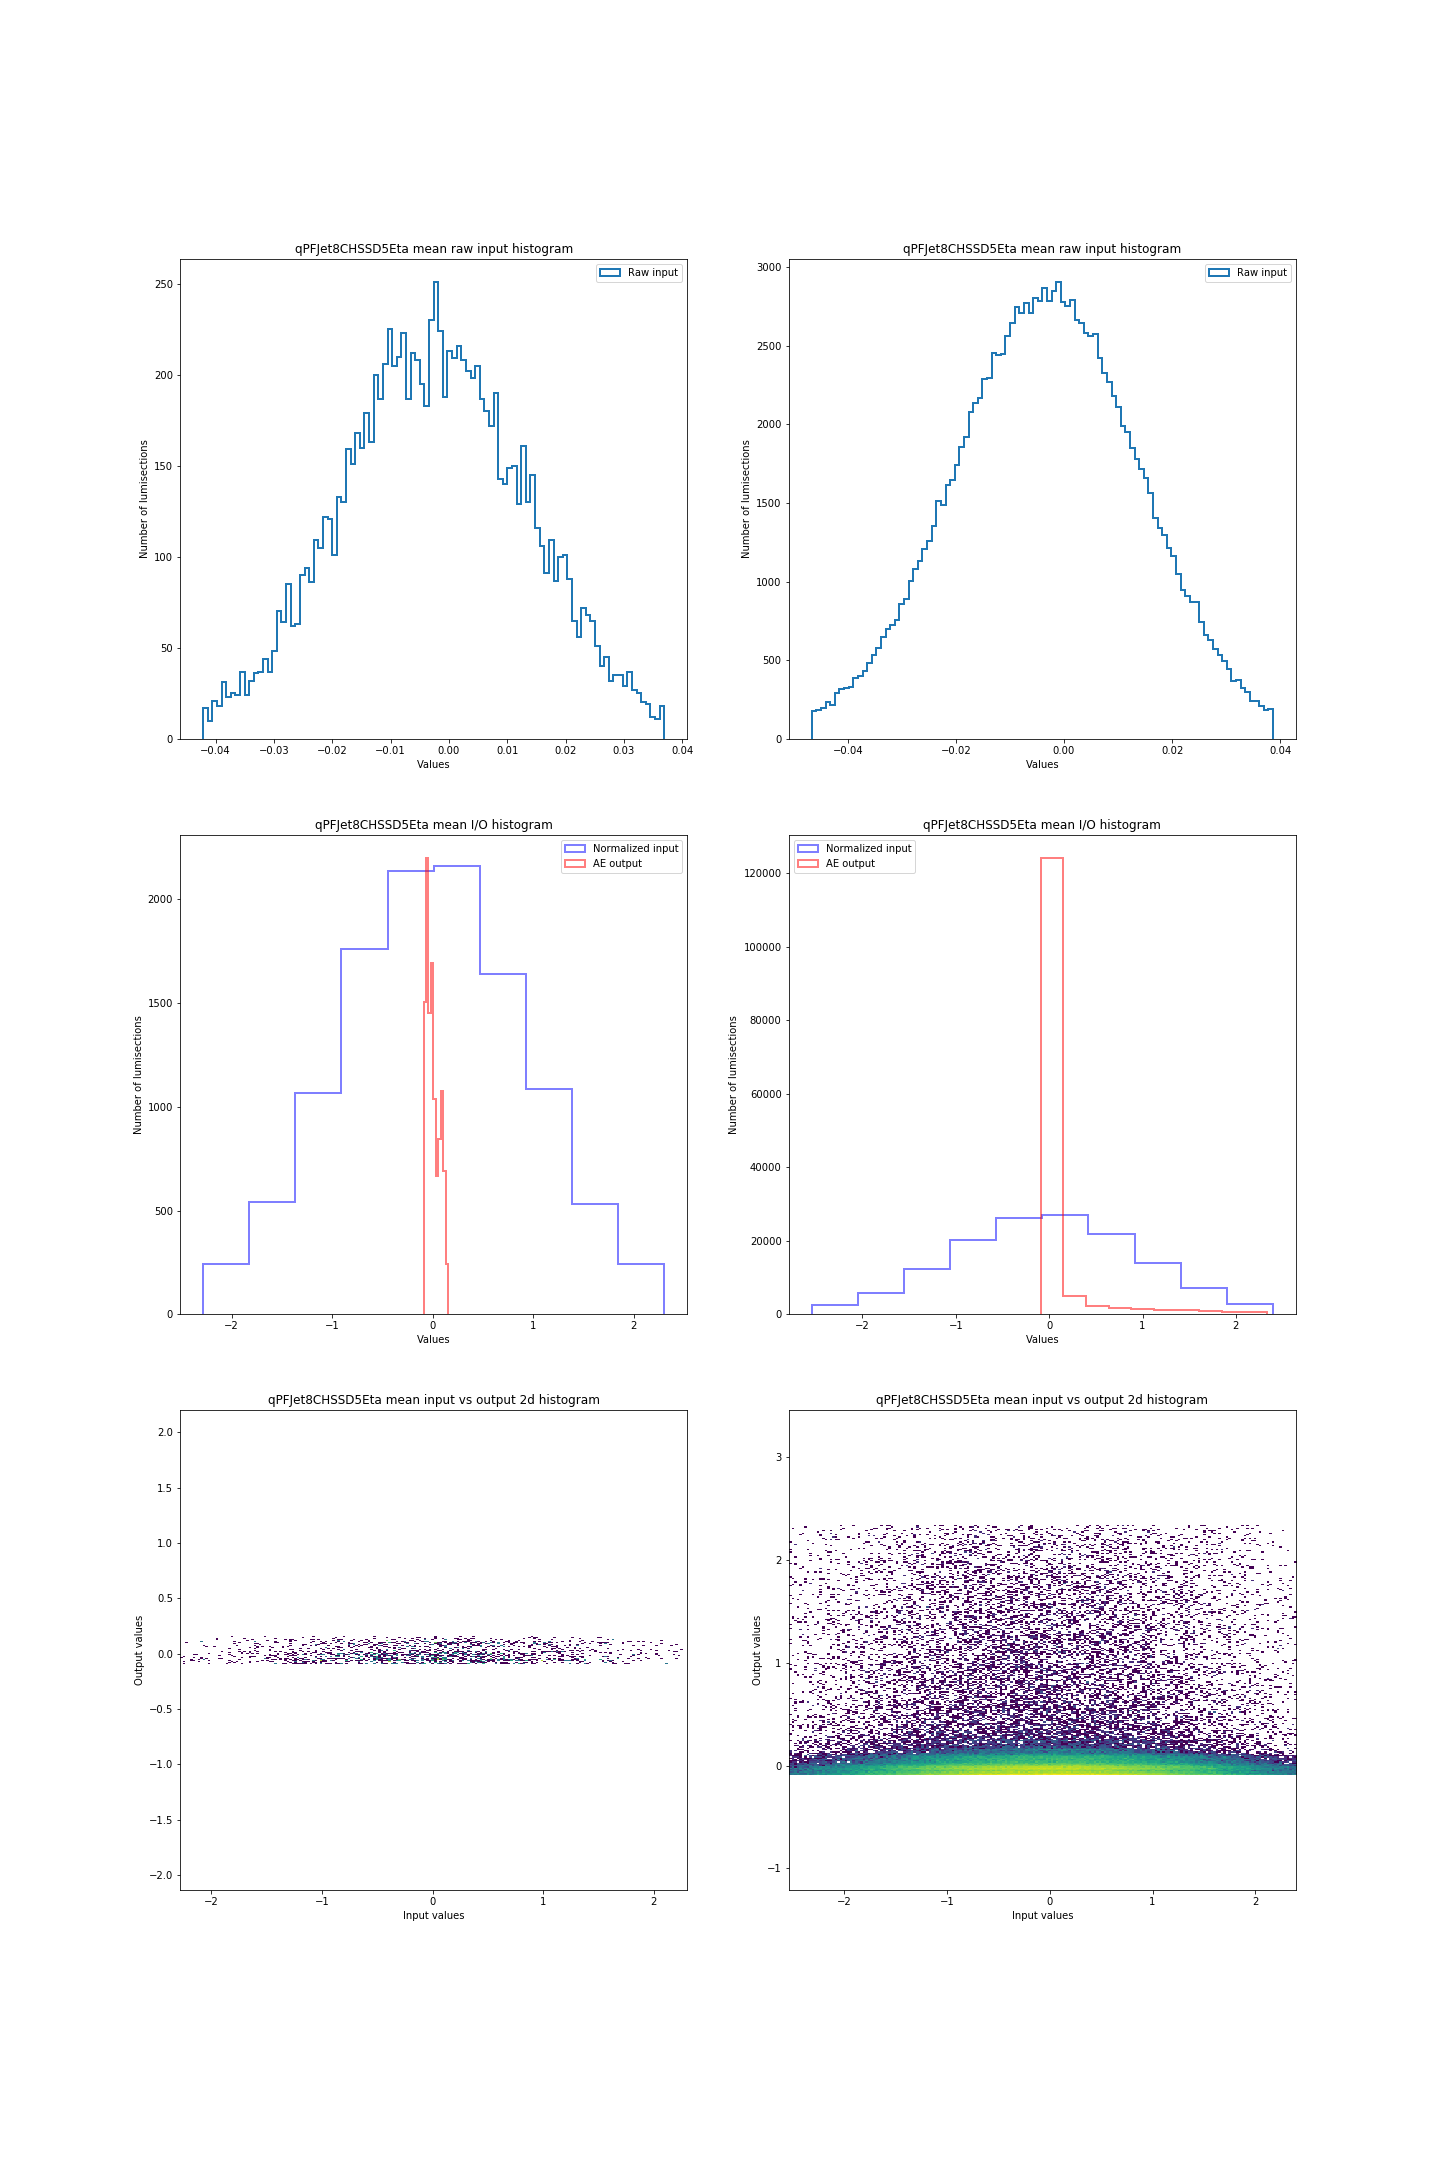 qPFJet8CHSSD5Eta mean raw input histogram
Raw input
250
200
150
100
50
0
Number of lumisections
−0.04 −0.03 −0.02 −0.01 0.00 0.01 0.02 0.03 0.04
Values
qPFJet8CHSSD5Eta mean raw input histogram
Raw input
3000
2500
2000
1500
1000
500
0
Number of lumisections
−0.04 −0.02 0.00 0.02 0.04
Values
qPFJet8CHSSD5Eta mean I/O histogram
Normalized input
AE output
2000
1500
1000
500
0
Number of lumisections
−2 −1 0 1 2
Values
qPFJet8CHSSD5Eta mean I/O histogram
Normalized input
AE output
120000
100000
80000
60000
40000
20000
0
Number of lumisections
−2 −1 0 1 2
Values
qPFJet8CHSSD5Eta mean input vs output 2d histogram
2.0
1.5
1.0
0.5
0.0
−0.5
−1.0
−1.5
−2.0
Output values
−2 −1 0 1 2
Input values
qPFJet8CHSSD5Eta mean input vs output 2d histogram
3
2
1
0
−1
Output values
−2 −1 0 1 2
Input values